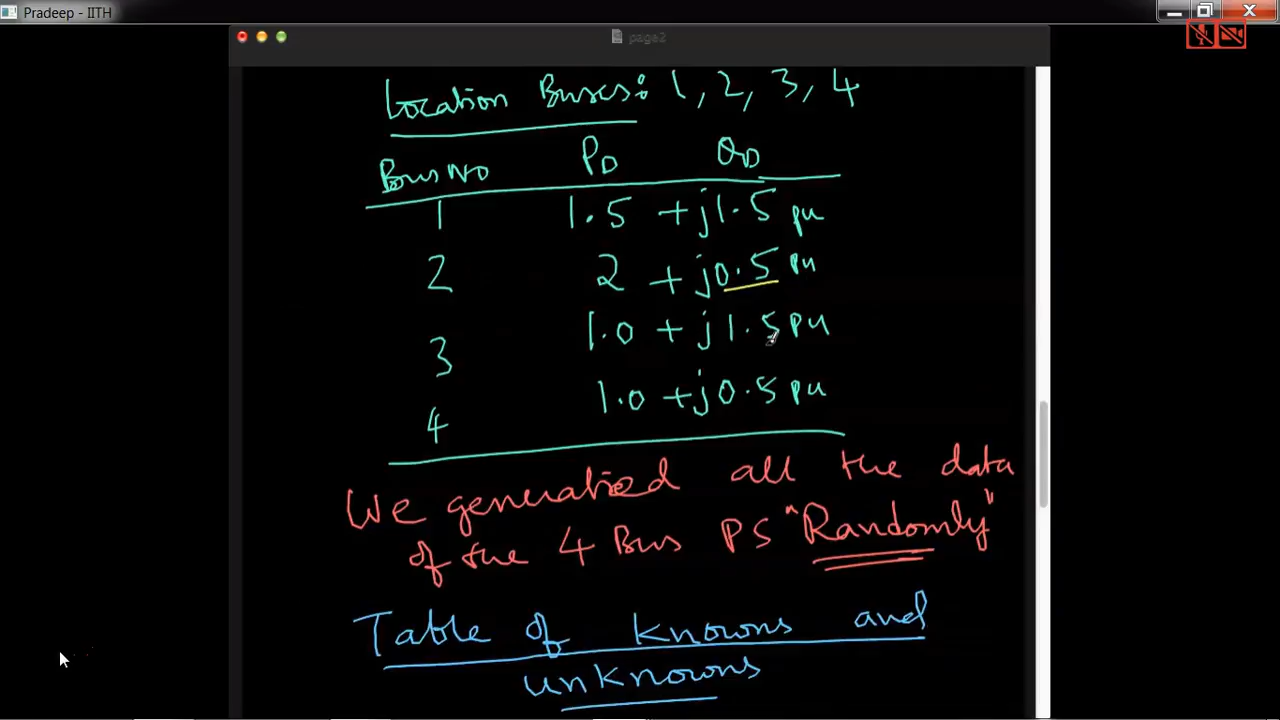 Pradeep - IITH
page2
Location Buses: 1, 2, 3, 4
Bus No PD QD
1 1.5 + j1.5 pu
2 2 + j0.5 pu
3 1.0 + j1.5 pu
4 1.0 + j0.5 pu
We generatied all the data
of the 4 Bus PS "Randomly"
Table of knowns and
unknowns